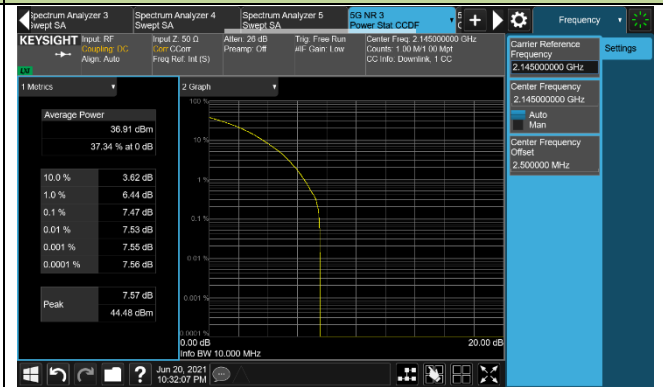 Spectrum Analyzer 3
Swept SA
Spectrum Analyzer 4
Swept SA
Spectrum Analyzer 5
Swept SA
5G NR 3
Power Stat CCDF
Frequency
KEYSIGHT
Input: RF
Coupling: DC
Align: Auto
Input Z: 50 Ω
Corr CCorr
Freq Ref: Int (S)
Atten: 26 dB
Preamp: Off
Trig: Free Run
#IF Gain: Low
Center Freq: 2.145000000 GHz
Counts: 1.00 M/1.00 Mpt
CC Info: Downlink, 1 CC
LNI
Carrier Reference
Frequency
2.145000000 GHz
Settings
Center Frequency
2.145000000 GHz
Auto
Man
Center Frequency
Offset
2.500000 MHz
1 Metrics
Average Power
36.91 dBm
37.34 % at 0 dB
10.0 % 3.62 dB
1.0 % 6.44 dB
0.1 % 7.47 dB
0.01 % 7.53 dB
0.001 % 7.55 dB
0.0001 % 7.56 dB
Peak
7.57 dB
44.48 dBm
2 Graph
100 %
10 %
1 %
0.1 %
0.001 %
0.0001 %
0.00 dB
20.00 dB
Info BW 10.000 MHz
Jun 20, 2021
10:32:07 PM